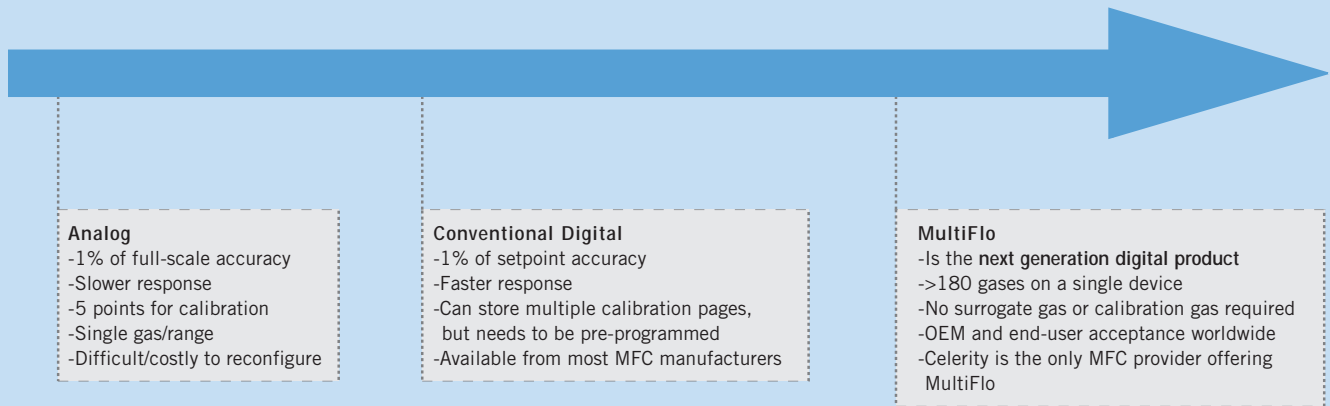 Analog
-1% of full-scale accuracy
-Slower response
-5 points for calibration
-Single gas/range
-Difficult/costly to reconfigure
Conventional Digital
-1% of setpoint accuracy
-Faster response
-Can store multiple calibration pages,
but needs to be pre-programmed
-Available from most MFC manufacturers
MultiFlo
-Is the next generation digital product
->180 gases on a single device
-No surrogate gas or calibration gas required
-OEM and end-user acceptance worldwide
-Celerity is the only MFC provider offering
MultiFlo